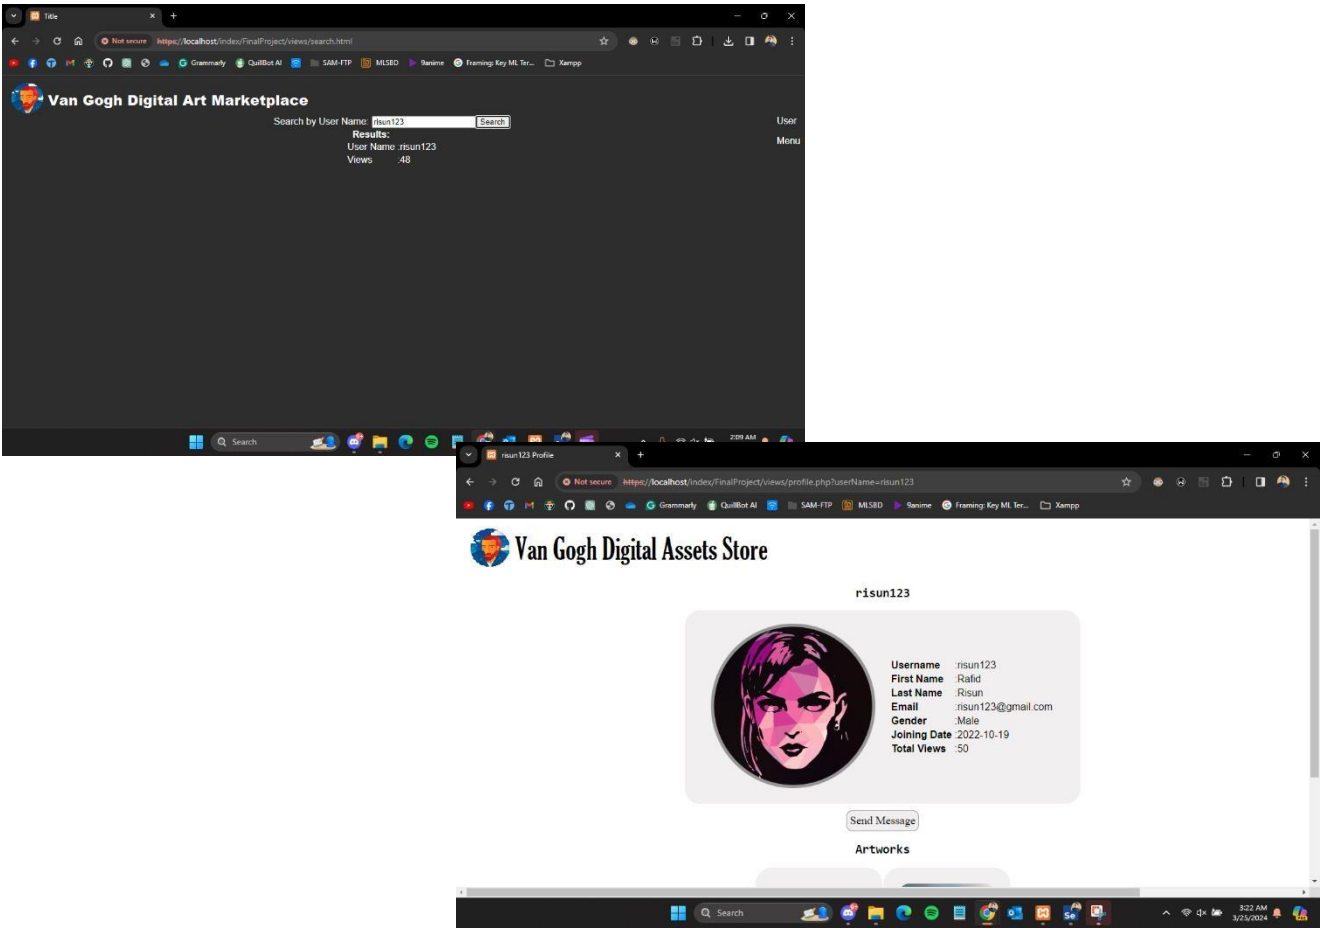 Title
Not secure https://localhost/index/FinalProject/views/search.html
Grammarly QuillBot AI SAM-FTP MLSBD 9anime Framing: Key ML Ter... Xampp
Van Gogh Digital Art Marketplace
Search by User Name: risun123 Search
User
Results:
Menu
User Name :risun123
Views :48
Search
2:09 AM
risun123 Profile
Not secure https://localhost/index/FinalProject/views/profile.php?userName=risun123
Grammarly QuillBot AI SAM-FTP MLSBD 9anime Framing: Key ML Ter... Xampp
Van Gogh Digital Assets Store
risun123
Username :risun123
First Name :Rafid
Last Name :Risun
Email :risun123@gmail.com
Gender :Male
Joining Date :2022-10-19
Total Views :50
Send Message
Artworks
Search
Se
3:22 AM
3/25/2024